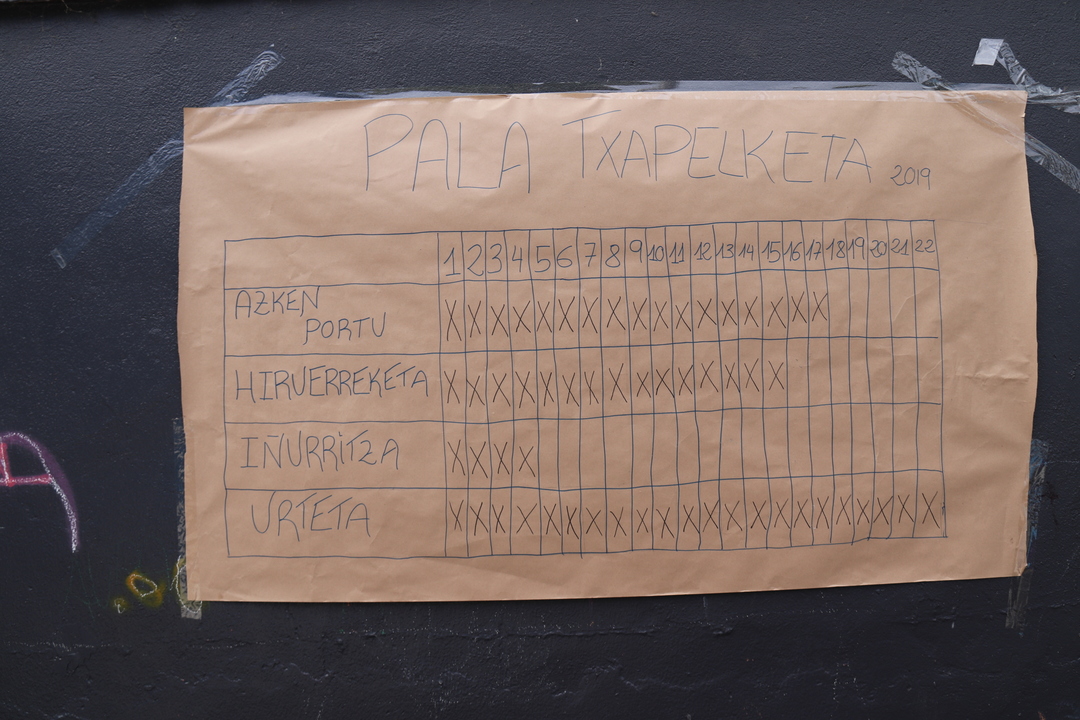 PALA TXAPELKETA 2019
1 2 3 4 5 6 7 8 9 10 11 12 13 14 15 16 17 18 19 20 21 22
AZKEN
PORTU X X X X X X X X X X X X X X X X X
HIRUERREKETA X X X X X X X X X X X X X X X
IÑURRITZA X X X X
URTETA X X X X X X X X X X X X X X X X X X X X X X
A